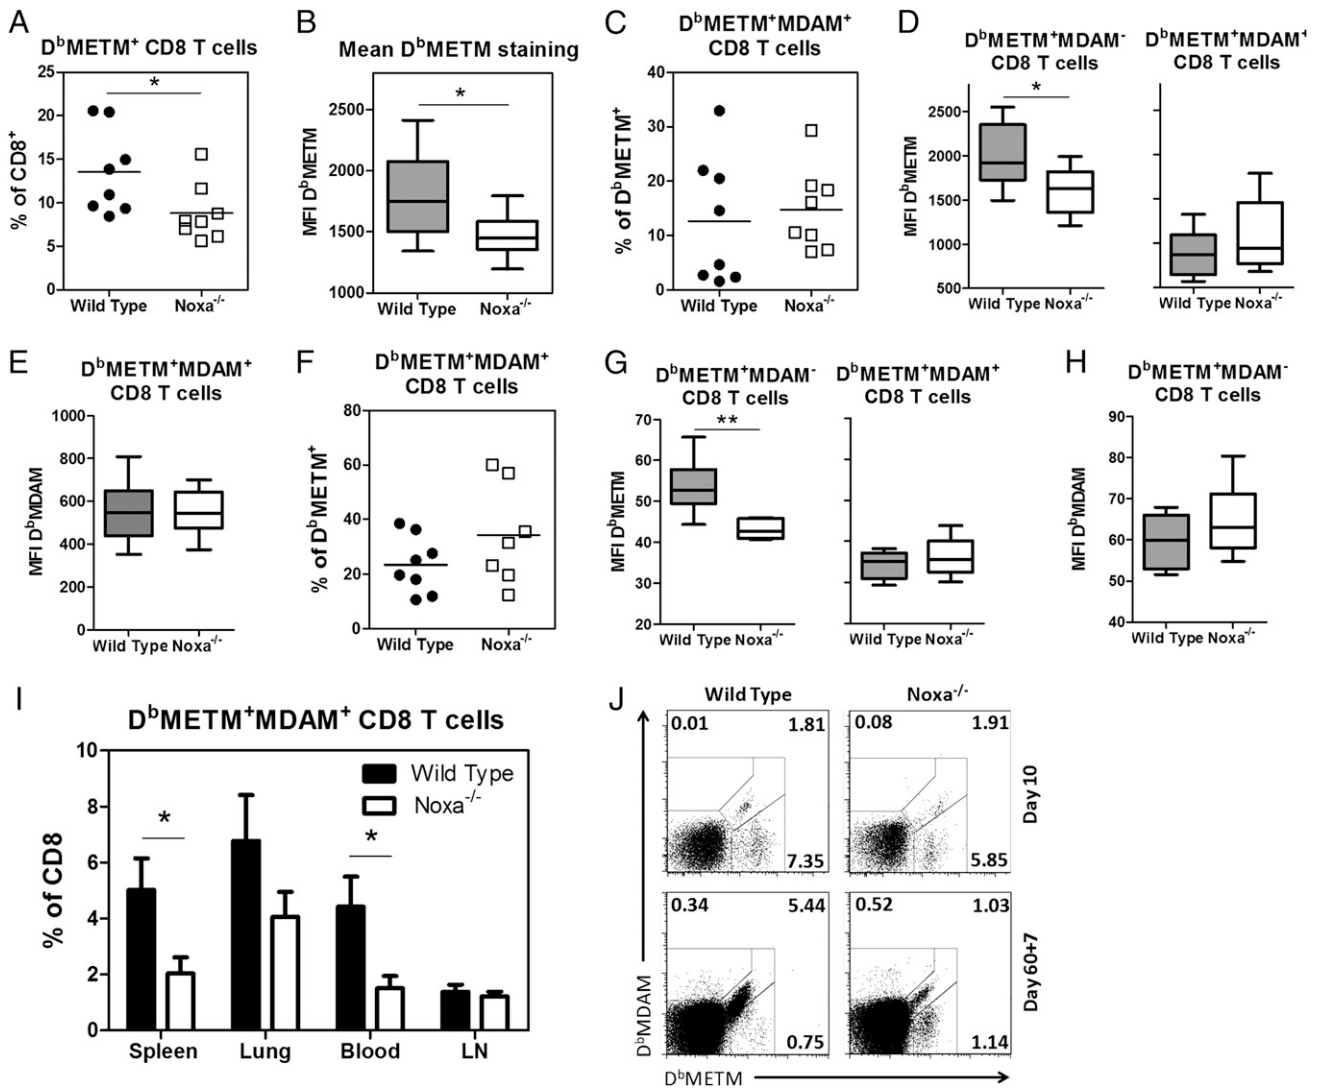 A
DᵇMETM⁺ CD8 T cells
25
20
15
10
5
0
% of CD8⁺
*
Wild Type
Noxa⁻/⁻
B
Mean DᵇMETM staining
2500
2000
1500
1000
MFI DᵇMETM
*
Wild Type
Noxa⁻/⁻
C
DᵇMETM⁺MDAM⁺
CD8 T cells
40
30
20
10
0
% of DᵇMETM⁺
Wild Type
Noxa⁻/⁻
D
DᵇMETM⁺MDAM⁻
CD8 T cells
2500
2000
1500
1000
500
MFI DᵇMETM
*
Wild Type Noxa⁻/⁻
DᵇMETM⁺MDAM⁺
CD8 T cells
Wild Type Noxa⁻/⁻
E
DᵇMETM⁺MDAM⁺
CD8 T cells
1000
800
600
400
200
0
MFI DᵇMDAM
Wild Type Noxa⁻/⁻
F
DᵇMETM⁺MDAM⁺
CD8 T cells
80
60
40
20
0
% of DᵇMETM⁺
Wild Type
Noxa⁻/⁻
G
DᵇMETM⁺MDAM⁻
CD8 T cells
70
60
50
40
30
20
MFI DᵇMETM
**
Wild Type Noxa⁻/⁻
DᵇMETM⁺MDAM⁺
CD8 T cells
Wild Type Noxa⁻/⁻
H
DᵇMETM⁺MDAM⁻
CD8 T cells
90
80
70
60
50
40
MFI DᵇMDAM
Wild Type Noxa⁻/⁻
I
DᵇMETM⁺MDAM⁺ CD8 T cells
10
8
6
4
2
0
% of CD8
Wild Type
Noxa⁻/⁻
*
*
Spleen
Lung
Blood
LN
J
Wild Type
Noxa⁻/⁻
0.01
1.81
7.35
0.08
1.91
5.85
Day 10
0.34
5.44
0.75
0.52
1.03
1.14
Day 60+7
DᵇMDAM
DᵇMETM